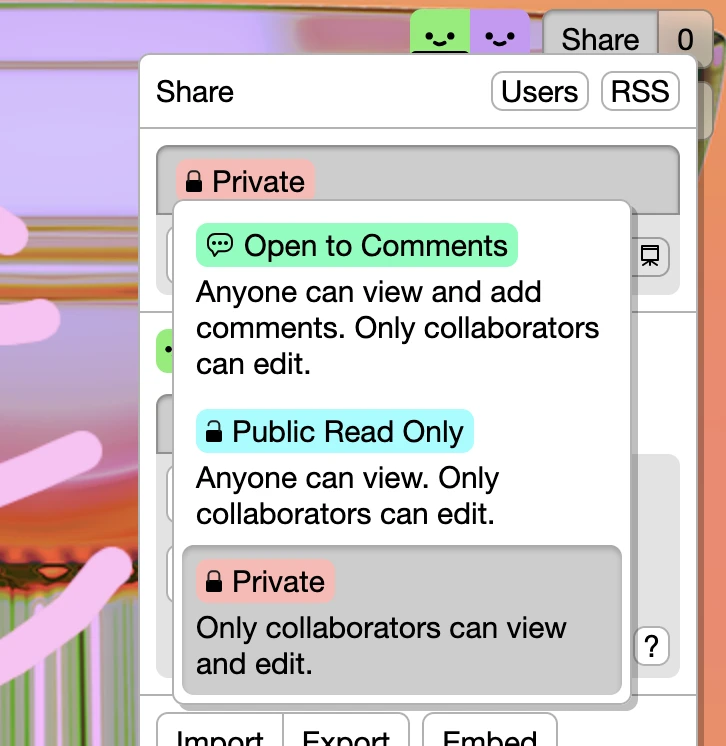 Share 0
Share Users RSS
Private
Open to Comments
Anyone can view and add
comments. Only collaborators
can edit.
Public Read Only
Anyone can view. Only
collaborators can edit.
Private
Only collaborators can view
and edit.
?
Import Export Embed